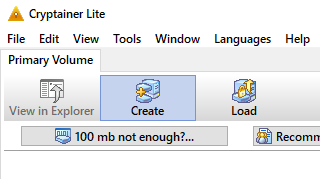 Cryptainer Lite
File Edit View Tools Window Languages Help
Primary Volume
View in Explorer Create Load
100 mb not enough?... Recomm